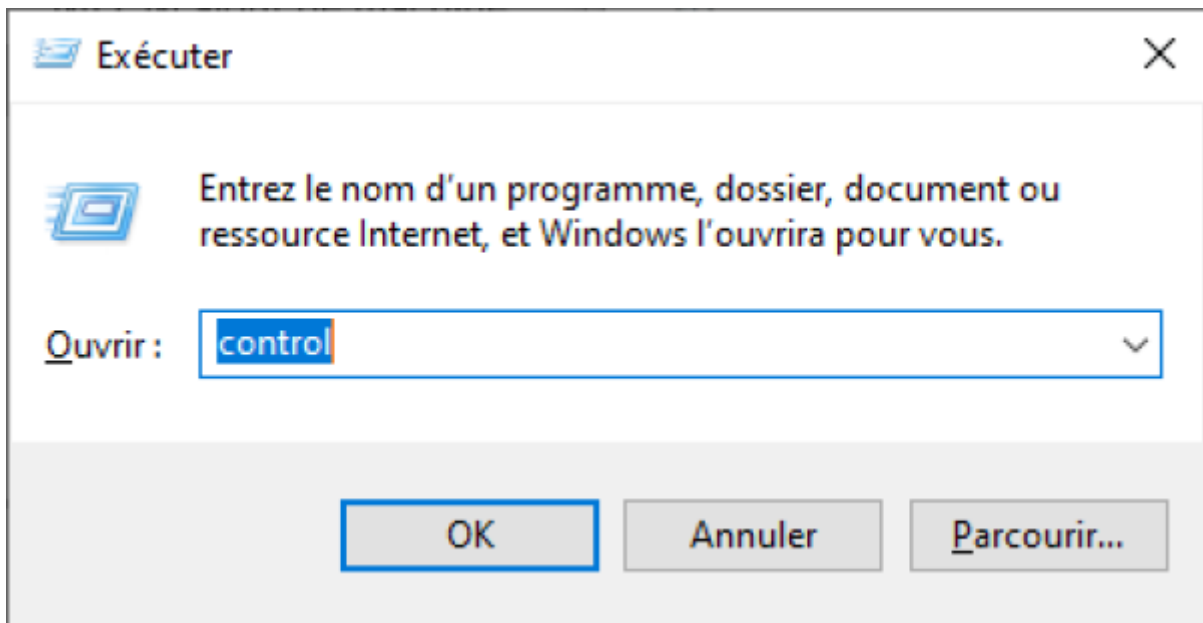 Exécuter
Entrez le nom d'un programme, dossier, document ou
ressource Internet, et Windows l'ouvrira pour vous.
Ouvrir : control
OK Annuler Parcourir...